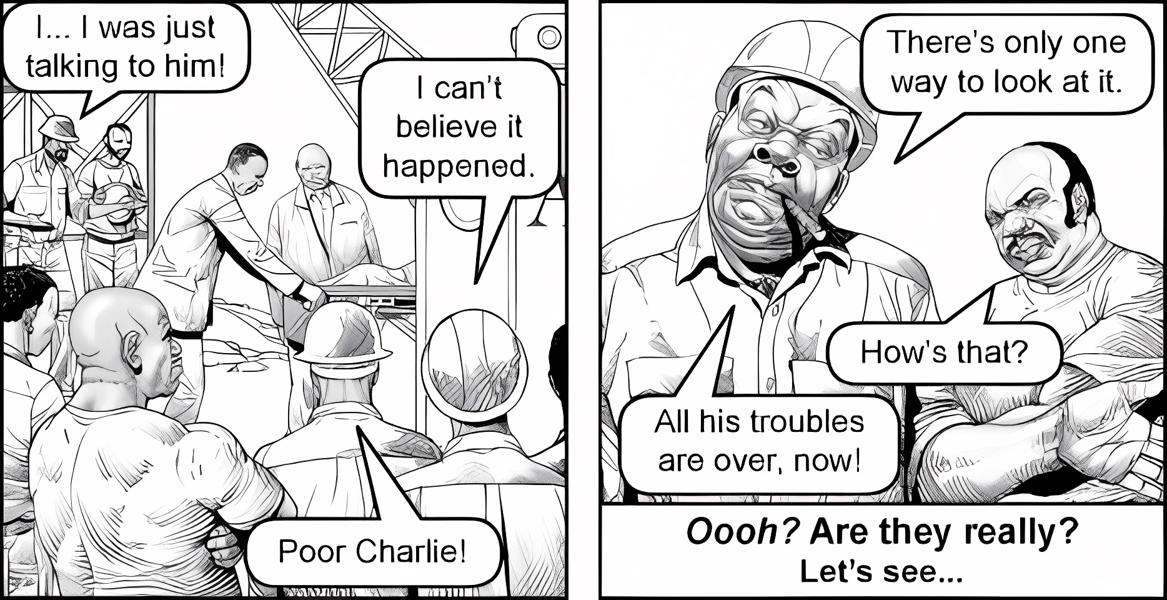 I... I was just
talking to him!
I can't
believe it
happened.
Poor Charlie!
There's only one
way to look at it.
How's that?
All his troubles
are over, now!
Oooh? Are they really?
Let's see...